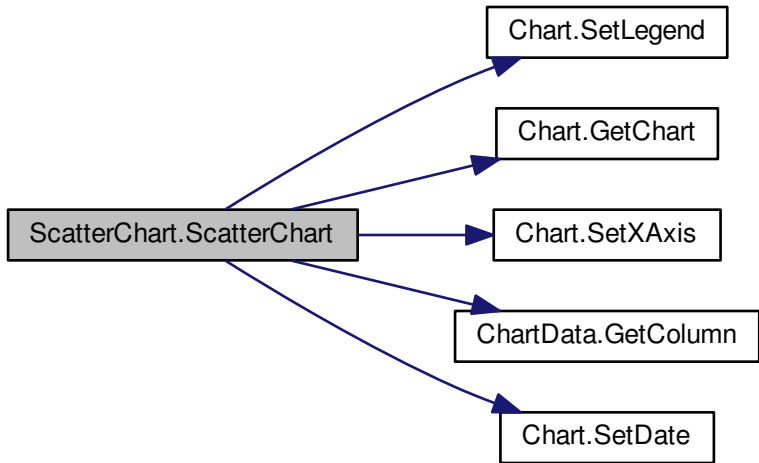 Chart.SetLegend
Chart.GetChart
ScatterChart.ScatterChart
Chart.SetXAxis
ChartData.GetColumn
Chart.SetDate